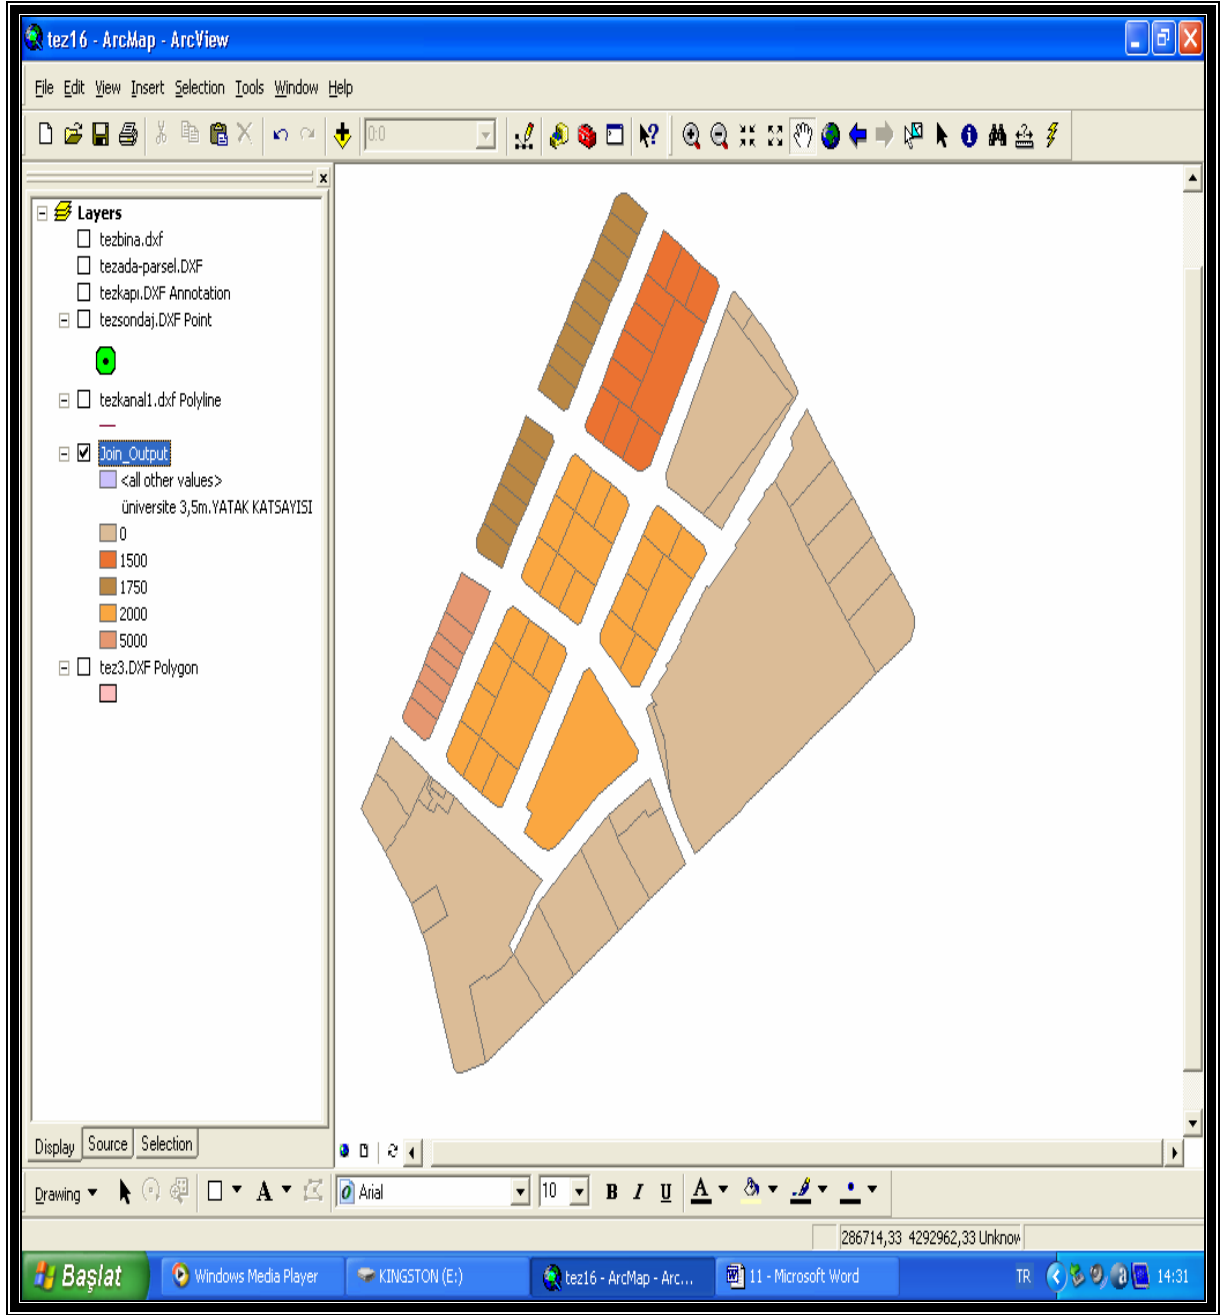 tez16 - ArcMap - ArcView
File Edit View Insert Selection Tools Window Help
0:0
Layers
tezbina.dxf
tezada-parsel.DXF
tezkapı.DXF Annotation
tezsondaj.DXF Point
tezkanal1.dxf Polyline
Join_Output
<all other values>
üniversite 3,5m.YATAK KATSAYISI
0
1500
1750
2000
5000
tez3.DXF Polygon
Display Source Selection
Drawing A Arial 10 B I U A
286714,33 4292962,33 Unknow
Başlat Windows Media Player KINGSTON (E:) tez16 - ArcMap - Arc... 11 - Microsoft Word TR 14:31